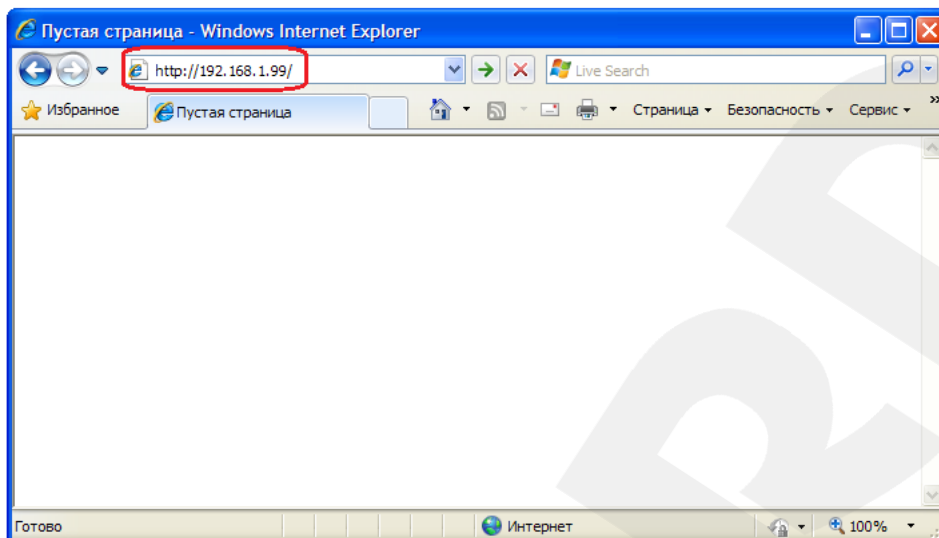 Пустая страница - Windows Internet Explorer
http://192.168.1.99/
Live Search
Избранное
Пустая страница
Страница
Безопасность
Сервис
»
Готово
Интернет
100%